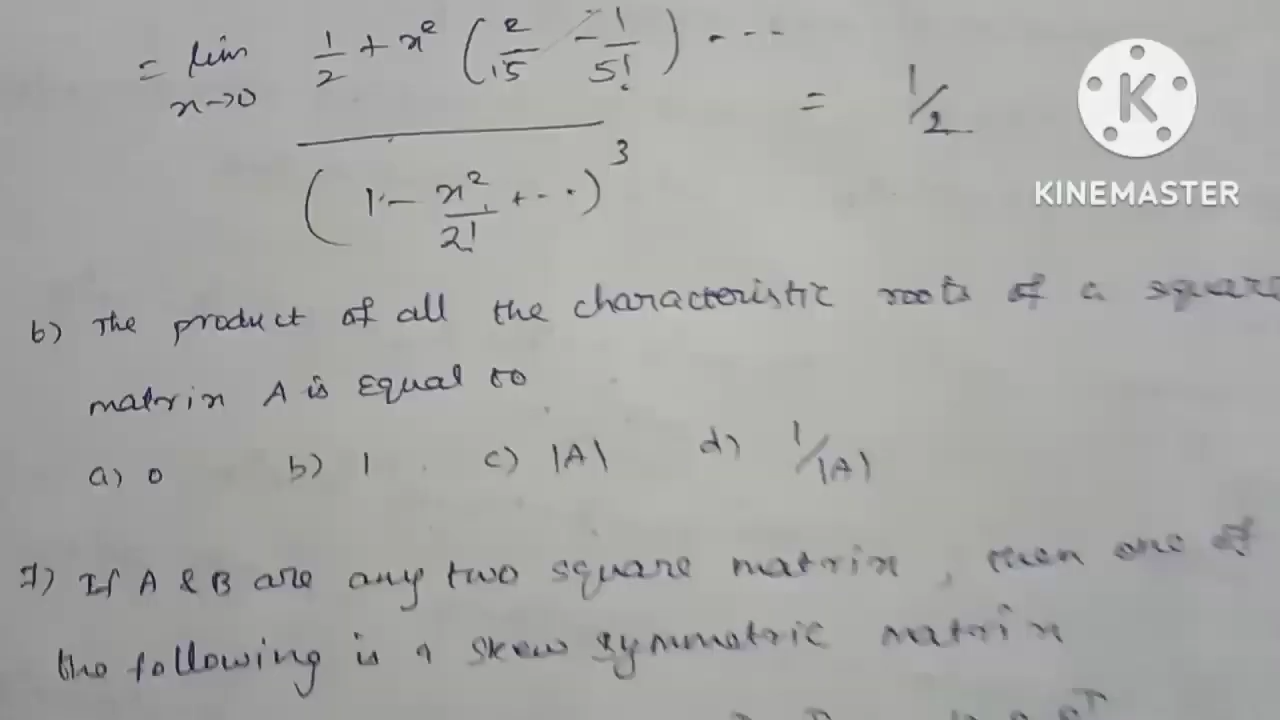 = lim x→0 1/2 + x² (2/15 - 1/5!) ... = 1/2
(1 - x²/2! + ...)³
KINEMASTER
6) The product of all the characteristic roots of a square
matrix A is Equal to
a) 0 b) 1 c) |A| d) 1/|A|
7) If A & B are any two square matrix, then one of
the following is a skew symmetric matrix